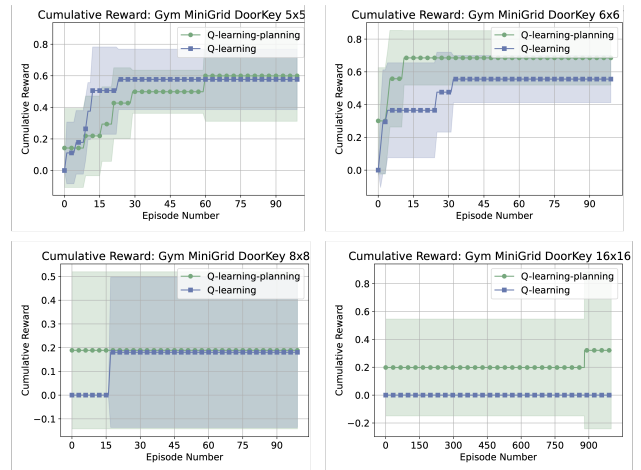 Cumulative Reward: Gym MiniGrid DoorKey 5x5
Q-learning-planning
Q-learning
0.8
0.6
0.4
0.2
0.0
Cumulative Reward
0 15 30 45 60 75 90
Episode Number
Cumulative Reward: Gym MiniGrid DoorKey 6x6
Q-learning-planning
Q-learning
0.8
0.6
0.4
0.2
0.0
Cumulative Reward
0 15 30 45 60 75 90
Episode Number
Cumulative Reward: Gym MiniGrid DoorKey 8x8
Q-learning-planning
Q-learning
0.5
0.4
0.3
0.2
0.1
0.0
−0.1
Cumulative Reward
0 15 30 45 60 75 90
Episode Number
Cumulative Reward: Gym MiniGrid DoorKey 16x16
Q-learning-planning
Q-learning
0.8
0.6
0.4
0.2
0.0
−0.2
Cumulative Reward
0 150 300 450 600 750 900
Episode Number